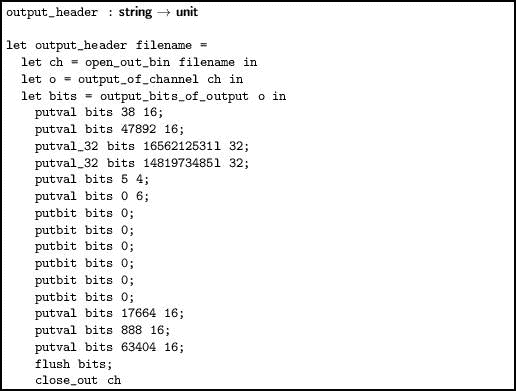 output_header : string → unit
let output_header filename =
let ch = open_out_bin filename in
let o = output_of_channel ch in
let bits = output_bits_of_output o in
putval bits 38 16;
putval bits 47892 16;
putval_32 bits 1656212531l 32;
putval_32 bits 1481973485l 32;
putval bits 5 4;
putval bits 0 6;
putbit bits 0;
putbit bits 0;
putbit bits 0;
putbit bits 0;
putbit bits 0;
putbit bits 0;
putval bits 17664 16;
putval bits 888 16;
putval bits 63404 16;
flush bits;
close_out ch